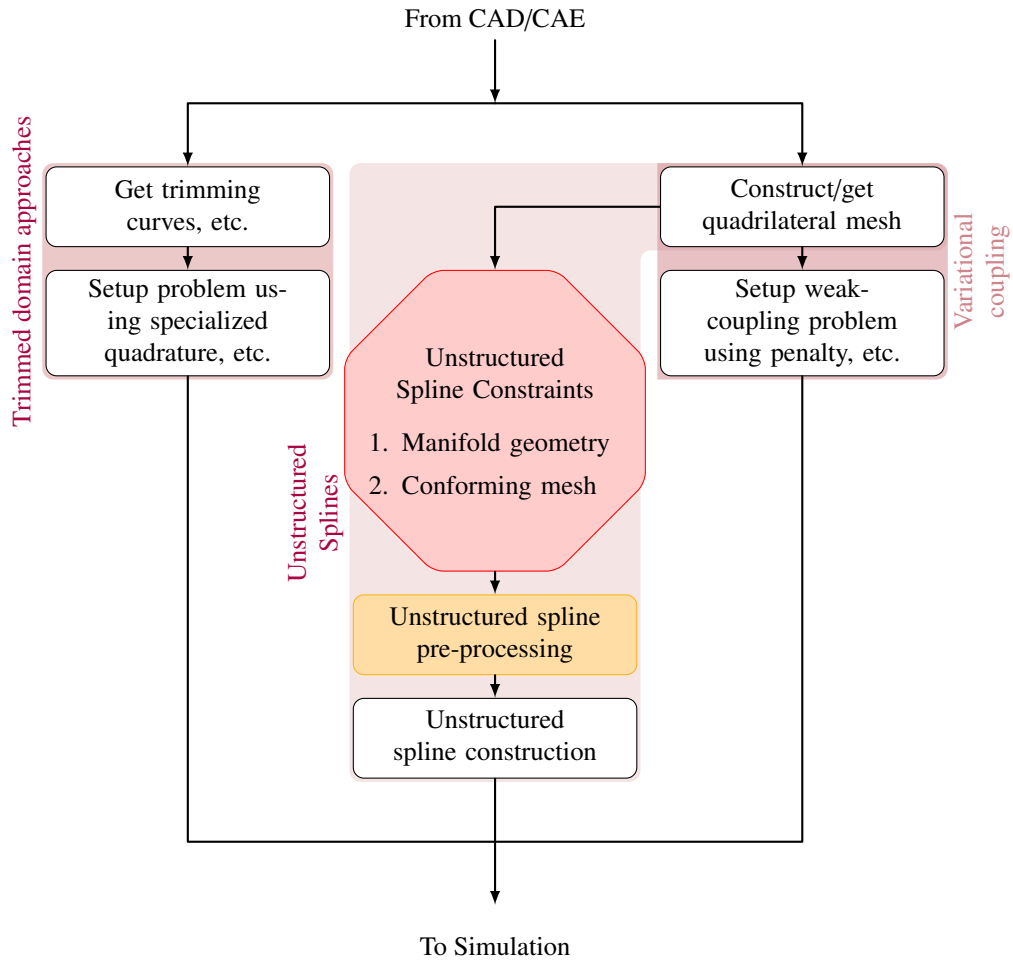 From CAD/CAE
Trimmed domain approaches
Get trimming
curves, etc.
Setup problem us-
ing specialized
quadrature, etc.
Construct/get
quadrilateral mesh
Setup weak-
coupling problem
using penalty, etc.
Variational
coupling
Unstructured
Spline Constraints
1. Manifold geometry
2. Conforming mesh
Unstructured
Splines
Unstructured spline
pre-processing
Unstructured
spline construction
To Simulation